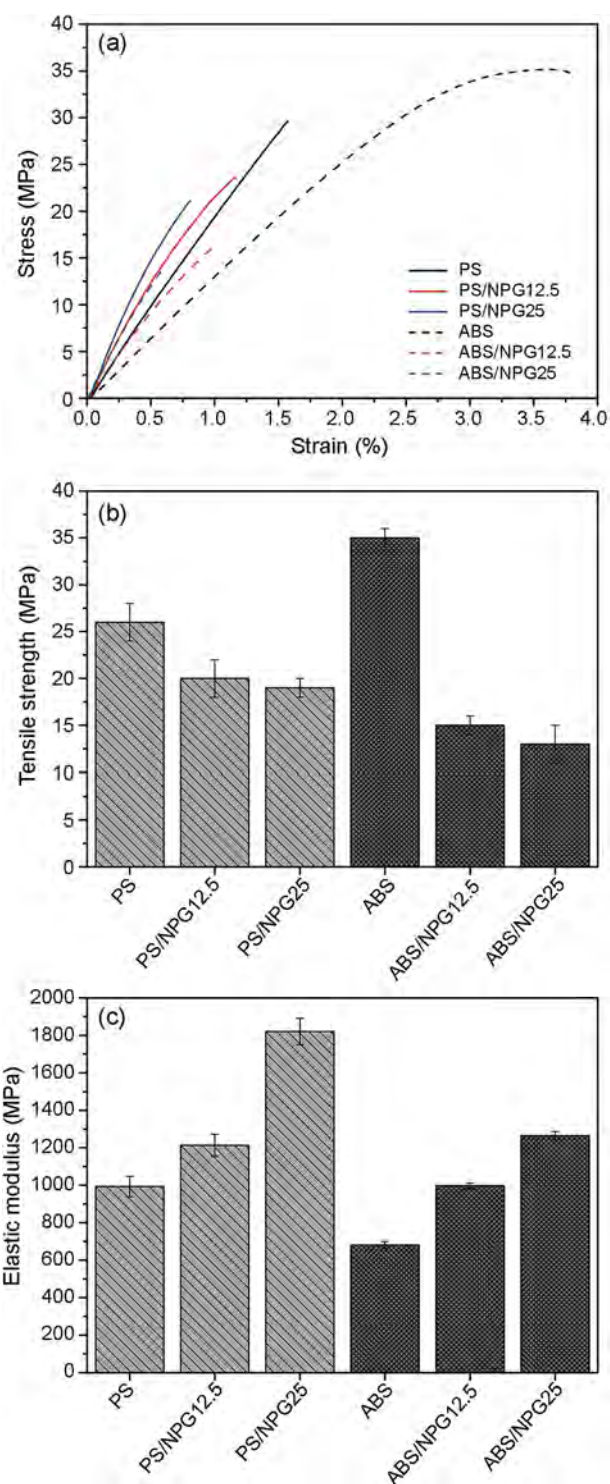 (a)
40
35
30
25
20
15
10
5
0
Stress (MPa)
PS
PS/NPG12.5
PS/NPG25
ABS
ABS/NPG12.5
ABS/NPG25
0.0 0.5 1.0 1.5 2.0 2.5 3.0 3.5 4.0
Strain (%)
(b)
40
35
30
25
20
15
10
5
0
Tensile strength (MPa)
PS
PS/NPG12.5
PS/NPG25
ABS
ABS/NPG12.5
ABS/NPG25
(c)
2000
1800
1600
1400
1200
1000
800
600
400
200
0
Elastic modulus (MPa)
PS
PS/NPG12.5
PS/NPG25
ABS
ABS/NPG12.5
ABS/NPG25